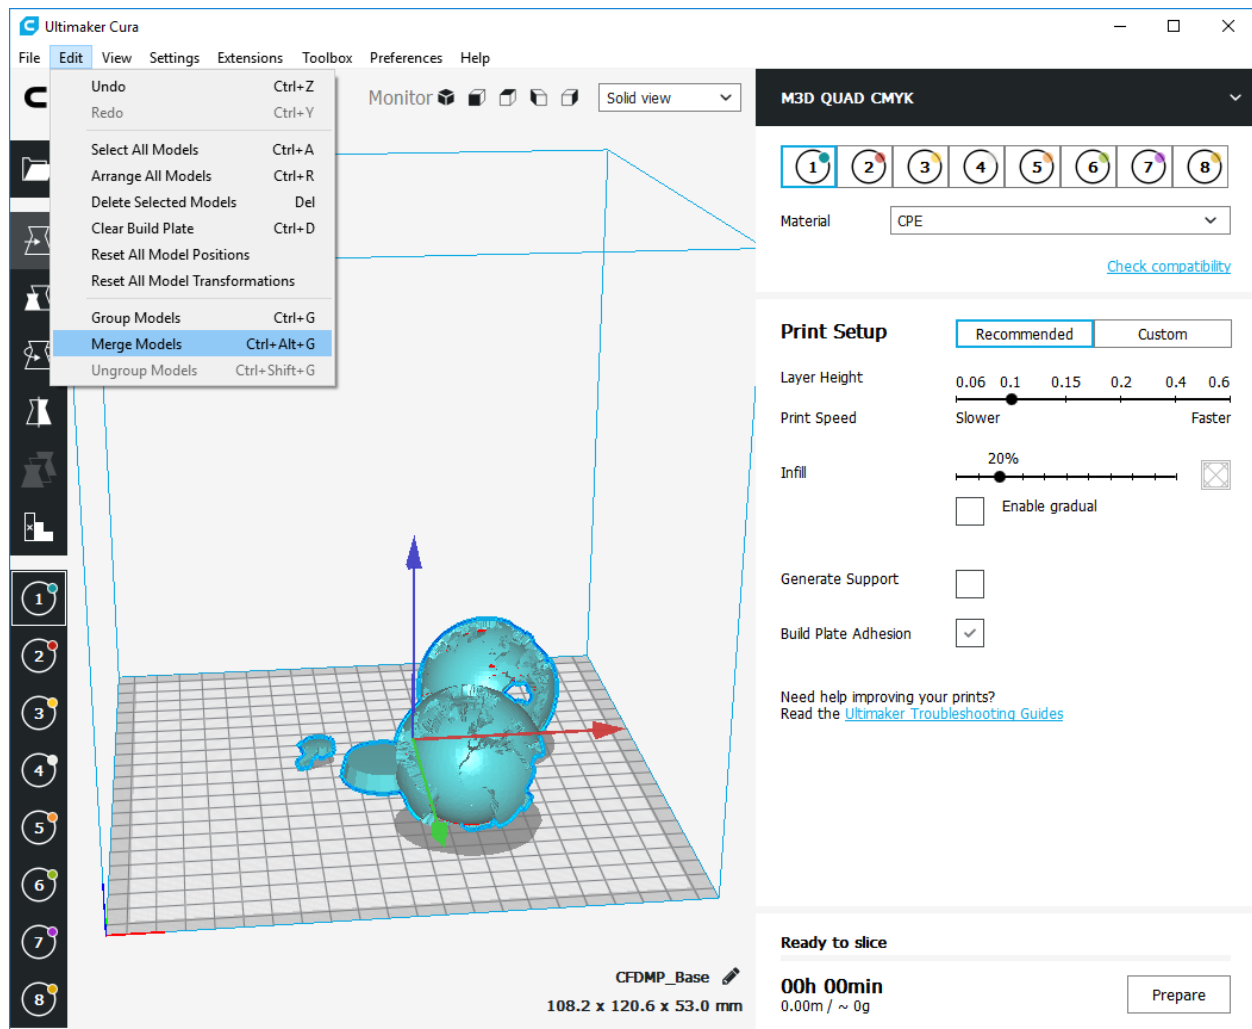 Ultimaker Cura
File Edit View Settings Extensions Toolbox Preferences Help
Undo Ctrl+Z
Redo Ctrl+Y
Select All Models Ctrl+A
Arrange All Models Ctrl+R
Delete Selected Models Del
Clear Build Plate Ctrl+D
Reset All Model Positions
Reset All Model Transformations
Group Models Ctrl+G
Merge Models Ctrl+Alt+G
Ungroup Models Ctrl+Shift+G
Monitor
Solid view
M3D QUAD CMYK
1 2 3 4 5 6 7 8
Material CPE
Check compatibility
Print Setup Recommended Custom
Layer Height 0.06 0.1 0.15 0.2 0.4 0.6
Print Speed Slower Faster
Infill 20%
Enable gradual
Generate Support
Build Plate Adhesion
Need help improving your prints?
Read the Ultimaker Troubleshooting Guides
1
2
3
4
5
6
7
8
CFDMP_Base
108.2 x 120.6 x 53.0 mm
Ready to slice
00h 00min
0.00m / ~ 0g
Prepare